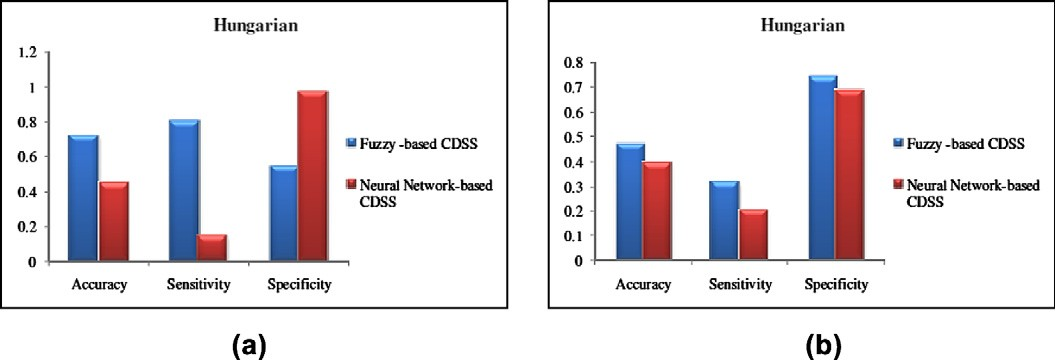 Hungarian
1.2
1
0.8
0.6
0.4
0.2
0
Accuracy Sensitivity Specificity
Fuzzy -based CDSS
Neural Network-based
CDSS
(a)
Hungarian
0.8
0.7
0.6
0.5
0.4
0.3
0.2
0.1
0
Accuracy Sensitivity Specificity
Fuzzy -based CDSS
Neural Network-based
CDSS
(b)